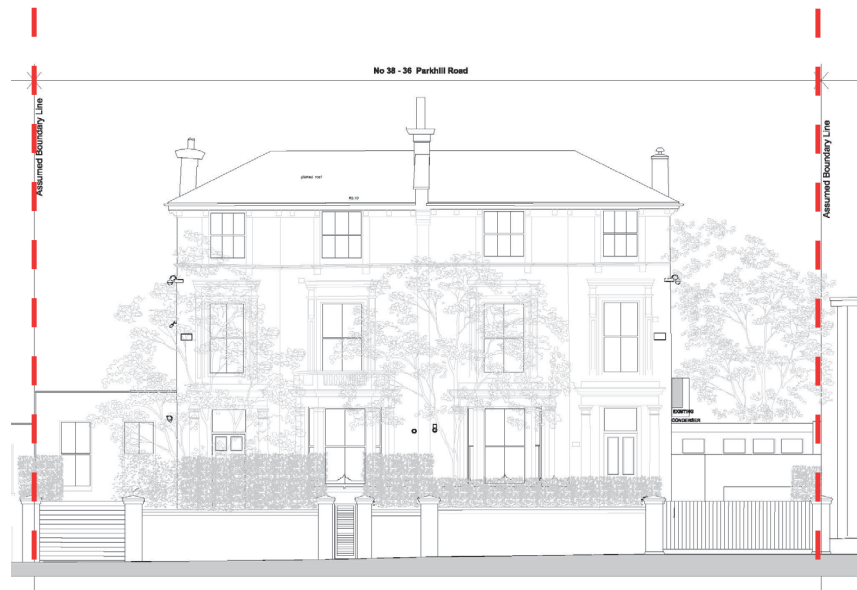 No 38 - 36 Parkhill Road
Assumed Boundary Line
Assumed Boundary Line
EXISTING
CONDENSER